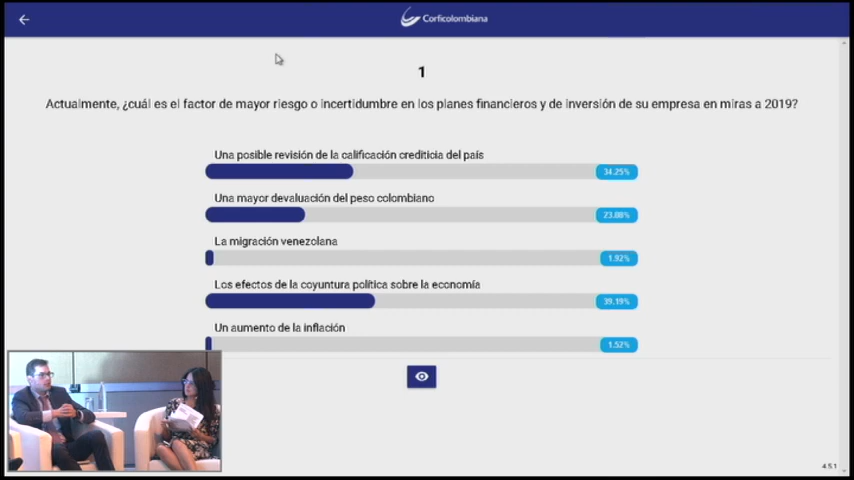 Corficolombiana
1
Actualmente, ¿cuál es el factor de mayor riesgo o incertidumbre en los planes financieros y de inversión de su empresa en miras a 2019?
Una posible revisión de la calificación crediticia del país
34.25%
Una mayor devaluación del peso colombiano
23.08%
La migración venezolana
1.92%
Los efectos de la coyuntura política sobre la economía
39.19%
Un aumento de la inflación
1.52%
4.5.1